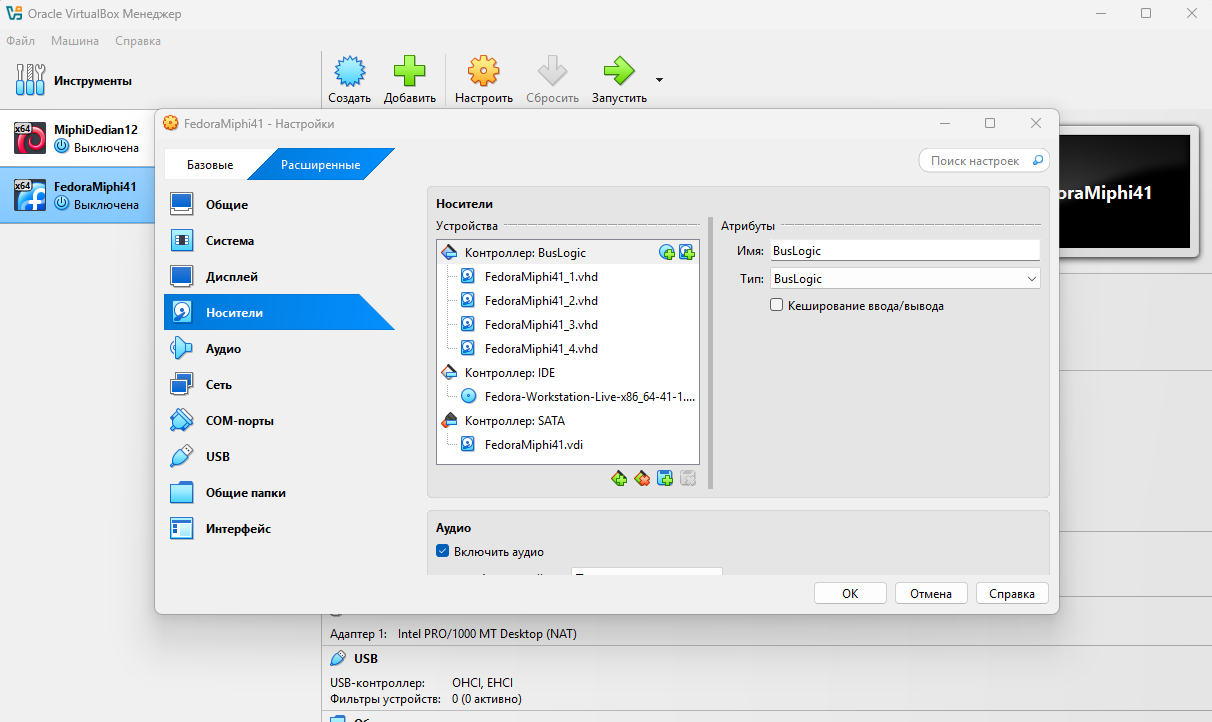 Oracle VirtualBox Менеджер
Файл Машина Справка
Инструменты
Создать Добавить Настроить Сбросить Запустить
x64 MiphiDedian12
Выключена
x64 FedoraMiphi41
Выключена
oraMiphi41
FedoraMiphi41 - Настройки
Базовые Расширенные
Поиск настроек
Общие
Система
Дисплей
Носители
Аудио
Сеть
COM-порты
USB
Общие папки
Интерфейс
Носители
Устройства
Контроллер: BusLogic
FedoraMiphi41_1.vhd
FedoraMiphi41_2.vhd
FedoraMiphi41_3.vhd
FedoraMiphi41_4.vhd
Контроллер: IDE
Fedora-Workstation-Live-x86_64-41-1....
Контроллер: SATA
FedoraMiphi41.vdi
Атрибуты
Имя: BusLogic
Тип: BusLogic
Кеширование ввода/вывода
Аудио
Включить аудио
OK Отмена Справка
Адаптер 1: Intel PRO/1000 MT Desktop (NAT)
USB
USB-контроллер: OHCI, EHCI
Фильтры устройств: 0 (0 активно)